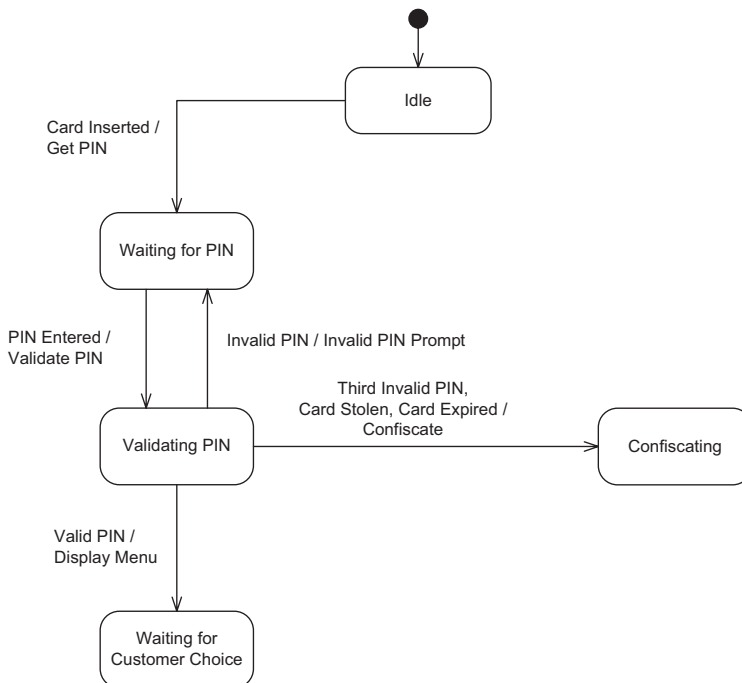 Idle
Card Inserted /
Get PIN
Waiting for PIN
PIN Entered /
Validate PIN
Invalid PIN / Invalid PIN Prompt
Third Invalid PIN,
Card Stolen, Card Expired /
Confiscate
Validating PIN
Confiscating
Valid PIN /
Display Menu
Waiting for
Customer Choice